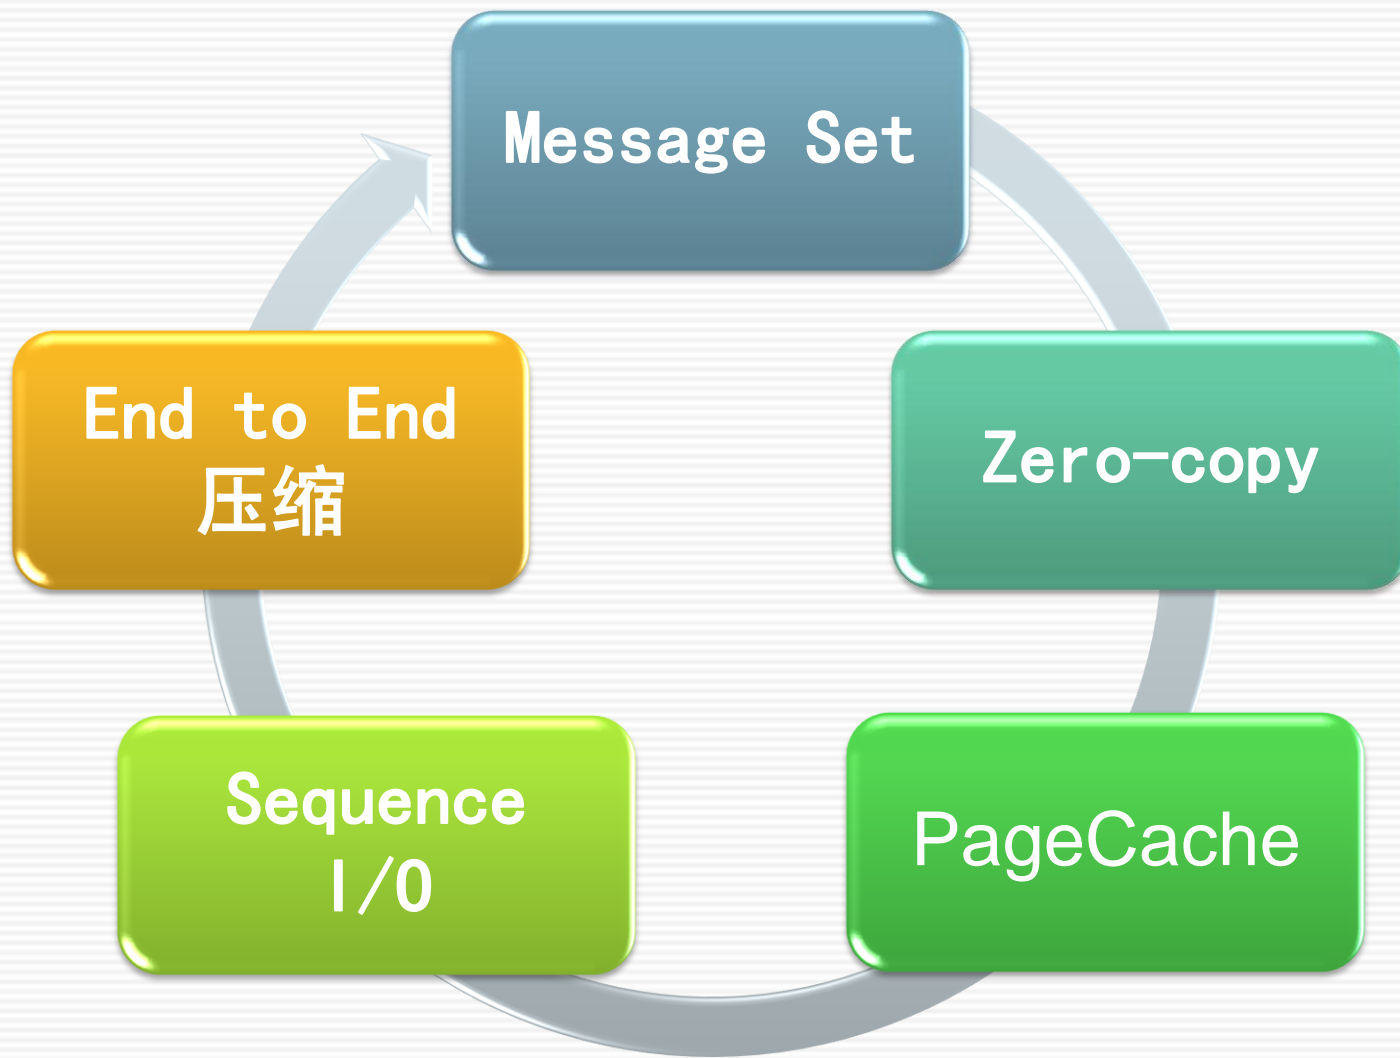 Message Set
Zero-copy
PageCache
Sequence
I/O
End to End
压缩